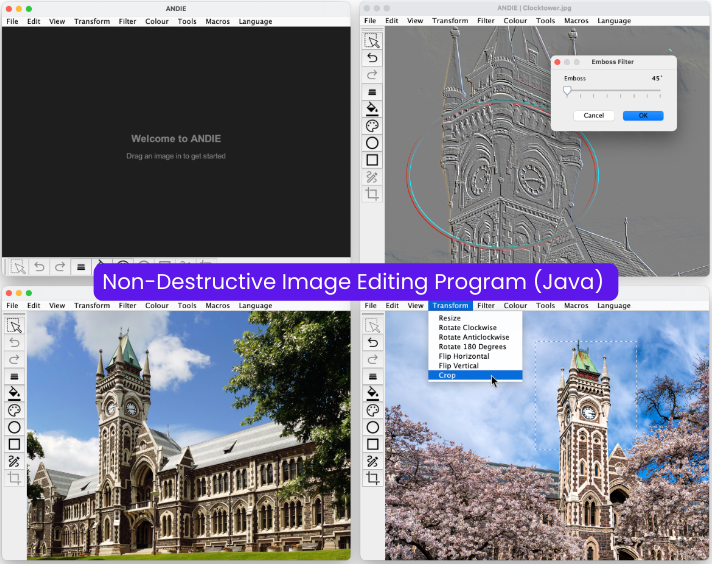 ANDIE
File Edit View Transform Filter Colour Tools Macros Language
Welcome to ANDIE
Drag an image in to get started
ANDIE | Clocktower.jpg
File Edit View Transform Filter Colour Tools Macros Language
Emboss Filter
Emboss 45°
Cancel OK
Non-Destructive Image Editing Program (Java)
File Edit View Transform Filter Colour Tools Macros Language
File Edit View Transform Filter Colour Tools Macros Language
Resize
Rotate Clockwise
Rotate Anticlockwise
Rotate 180 Degrees
Flip Horizontal
Flip Vertical
Crop